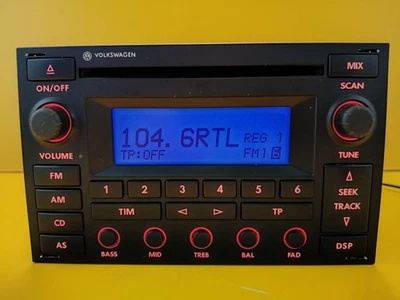 VOLKSWAGEN
MIX
ON/OFF
SCAN
104.6RTL REG 1
TP:OFF FM1 6
VOLUME
TUNE
FM
1 2 3 4 5 6
SEEK
AM
TRACK
TIM
TP
CD
AS
BASS MID TREB BAL FAD
DSP